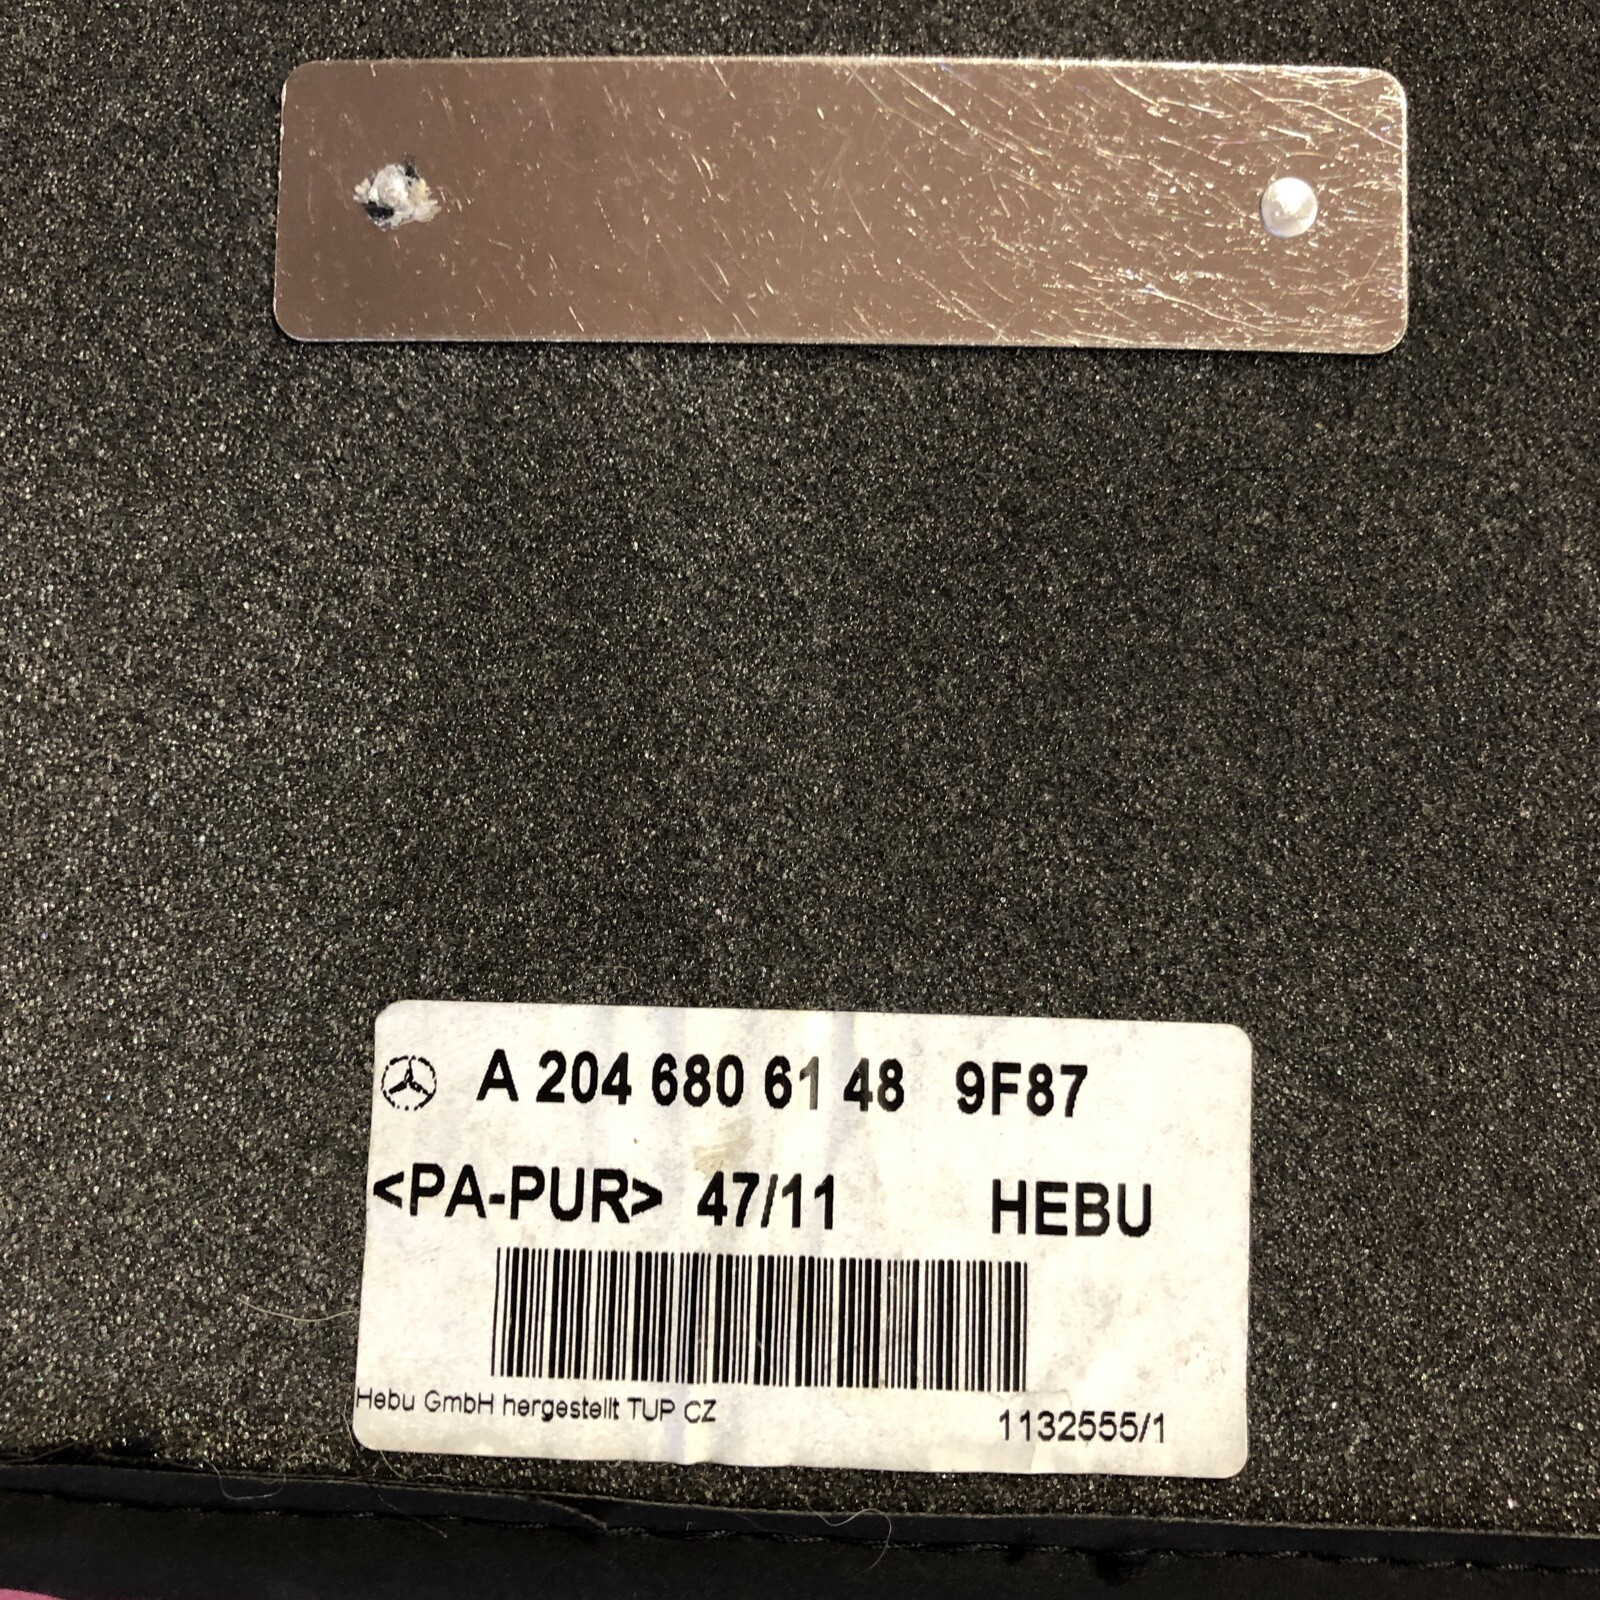 A 204 680 61 48 9F87
<PA-PUR> 47/11 HEBU
Hebu GmbH hergestellt TUP CZ 1132555/1